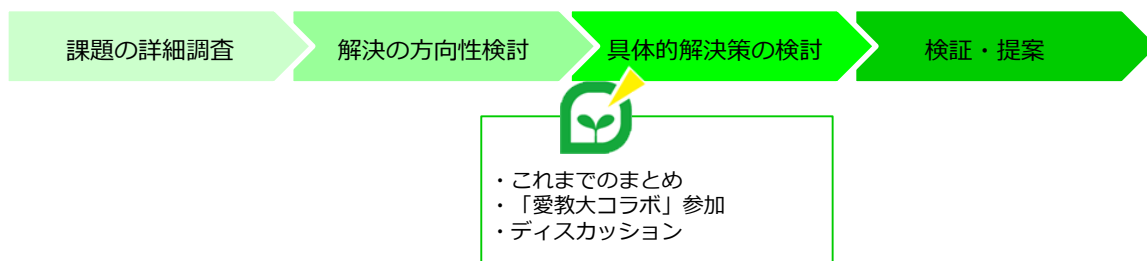 課題の詳細調査
解決の方向性検討
具体的解決策の検討
検証・提案
・これまでのまとめ
・「愛教大コラボ」参加
・ディスカッション